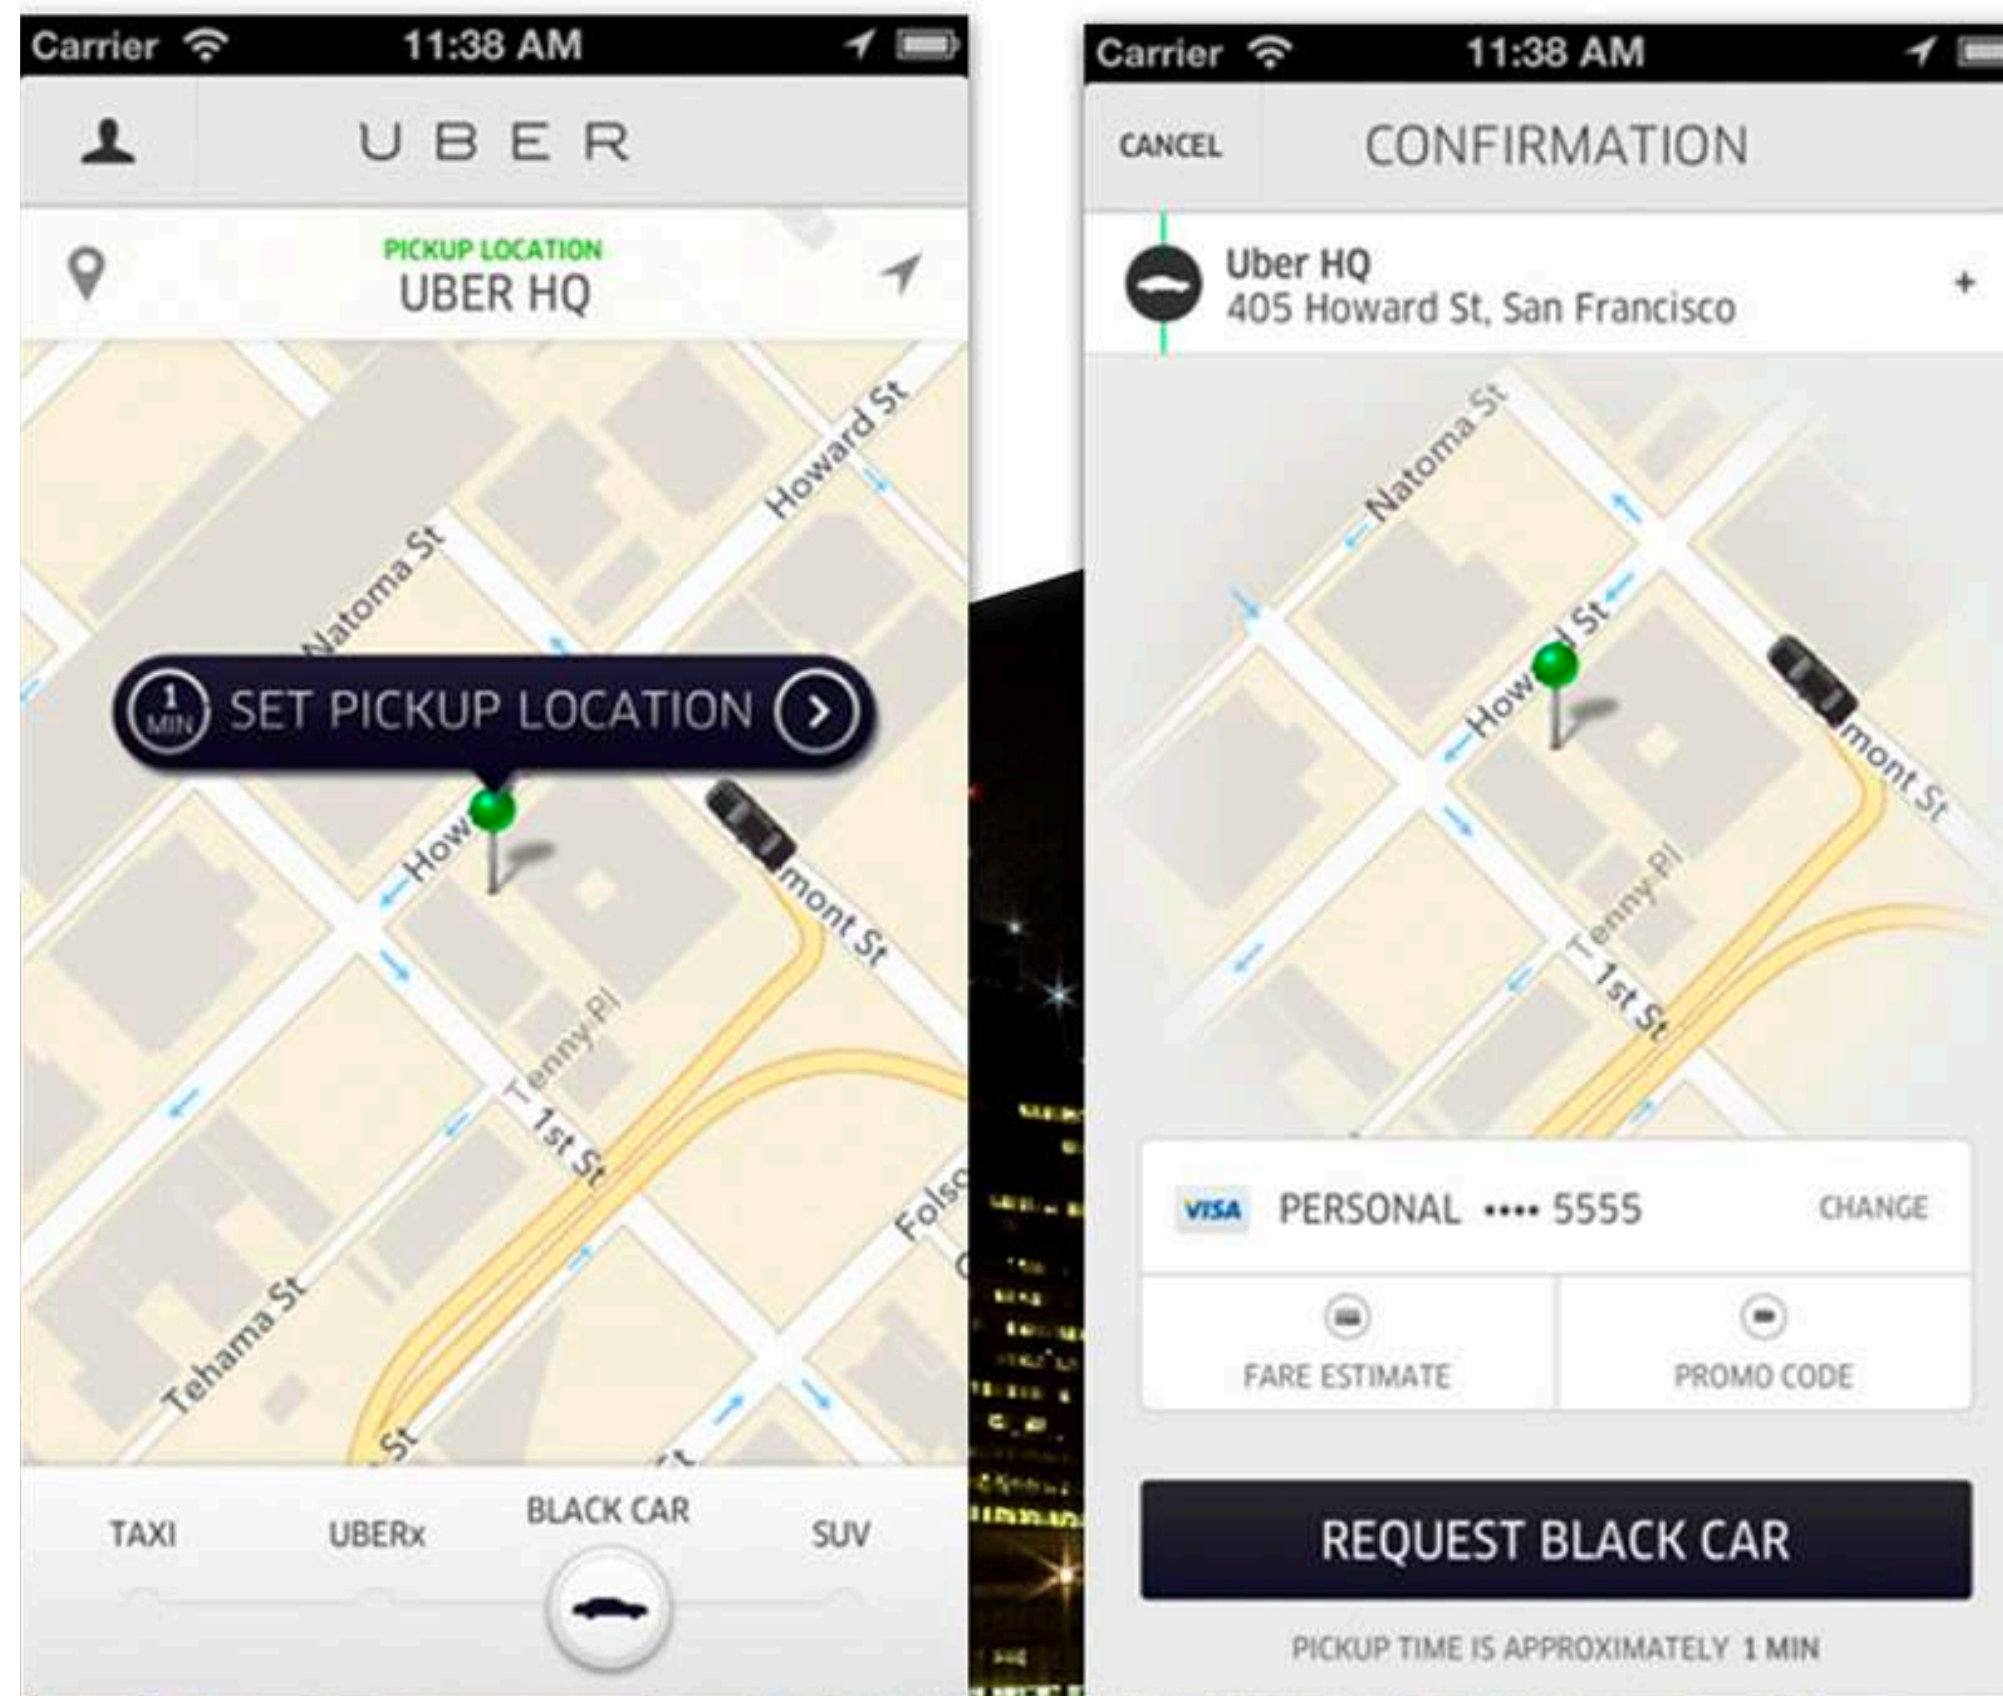 Carrier 11:38 AM
UBER
PICKUP LOCATION
UBER HQ
Howard St
Natoma St
1 MIN SET PICKUP LOCATION
How
mont St
Tenny Pl
1st St
Folso
Tehama St
St
BLACK CAR
TAXI UBERx SUV
Carrier 11:38 AM
CANCEL CONFIRMATION
Uber HQ
405 Howard St, San Francisco +
Natoma St
How d St
mont St
Tenny Pl
1st St
VISA PERSONAL •••• 5555 CHANGE
FARE ESTIMATE PROMO CODE
REQUEST BLACK CAR
PICKUP TIME IS APPROXIMATELY 1 MIN